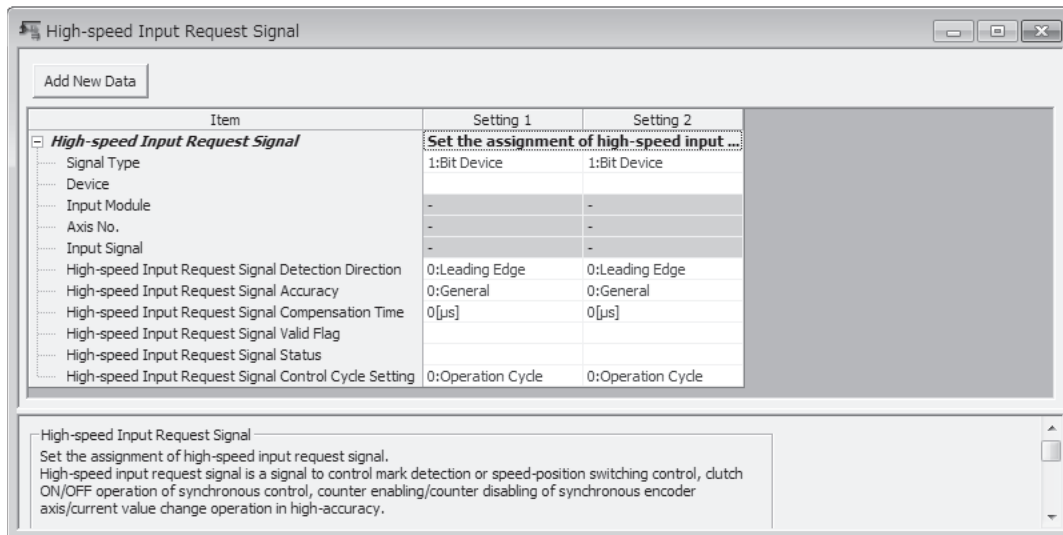 High-speed Input Request Signal
Add New Data
Item Setting 1 Setting 2
High-speed Input Request Signal Set the assignment of high-speed input ...
Signal Type 1:Bit Device 1:Bit Device
Device
Input Module - -
Axis No. - -
Input Signal - -
High-speed Input Request Signal Detection Direction 0:Leading Edge 0:Leading Edge
High-speed Input Request Signal Accuracy 0:General 0:General
High-speed Input Request Signal Compensation Time 0[µs] 0[µs]
High-speed Input Request Signal Valid Flag
High-speed Input Request Signal Status
High-speed Input Request Signal Control Cycle Setting 0:Operation Cycle 0:Operation Cycle
High-speed Input Request Signal
Set the assignment of high-speed input request signal.
High-speed input request signal is a signal to control mark detection or speed-position switching control, clutch
ON/OFF operation of synchronous control, counter enabling/counter disabling of synchronous encoder
axis/current value change operation in high-accuracy.